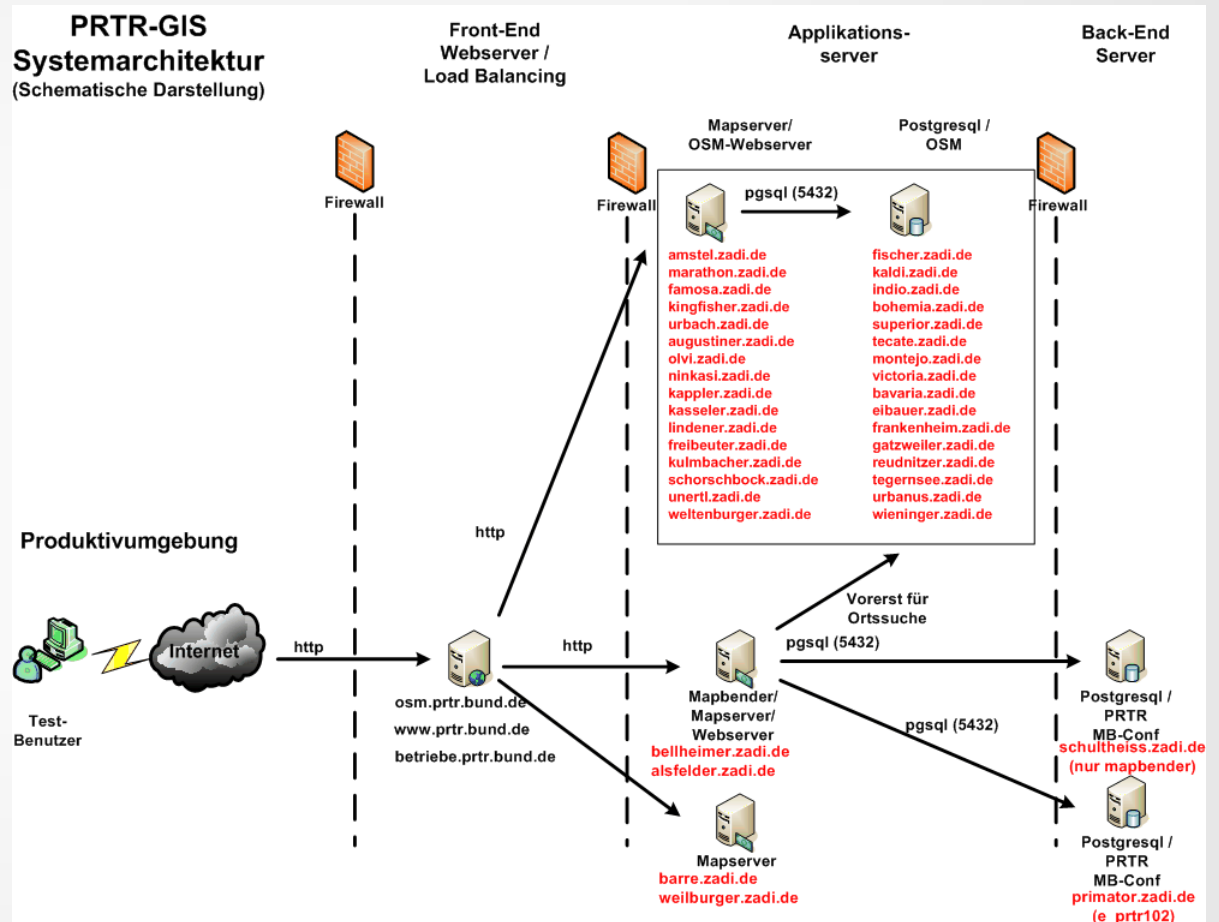 PRTR-GIS
Systemarchitektur
(Schematische Darstellung)
Front-End
Webserver /
Load Balancing
Applikations-
server
Back-End
Server
Mapserver/
OSM-Webserver
Postgresql /
OSM
Firewall
Firewall
Firewall
pgsql (5432)
amstel.zadi.de
marathon.zadi.de
famosa.zadi.de
kingfisher.zadi.de
urbach.zadi.de
augustiner.zadi.de
olvi.zadi.de
ninkasi.zadi.de
kappler.zadi.de
kasseler.zadi.de
lindener.zadi.de
freibeuter.zadi.de
kulmbacher.zadi.de
schorschbock.zadi.de
unertl.zadi.de
weltenburger.zadi.de
fischer.zadi.de
kaldi.zadi.de
indio.zadi.de
bohemia.zadi.de
superior.zadi.de
tecate.zadi.de
montejo.zadi.de
victoria.zadi.de
bavaria.zadi.de
eibauer.zadi.de
frankenheim.zadi.de
gatzweiler.zadi.de
reudnitzer.zadi.de
tegernsee.zadi.de
urbanus.zadi.de
wieninger.zadi.de
Produktivumgebung
Test-
Benutzer
Internet
http
http
http
osm.prtr.bund.de
www.prtr.bund.de
betriebe.prtr.bund.de
Vorerst für
Ortssuche
pgsql (5432)
pgsql (5432)
Mapbender/
Mapserver/
Webserver
bellheimer.zadi.de
alsfelder.zadi.de
Mapserver
barre.zadi.de
weilburger.zadi.de
Postgresql /
PRTR
MB-Conf
schultheiss.zadi.de
(nur mapbender)
Postgresql /
PRTR
MB-Conf
primator.zadi.de
(e_prtr102)